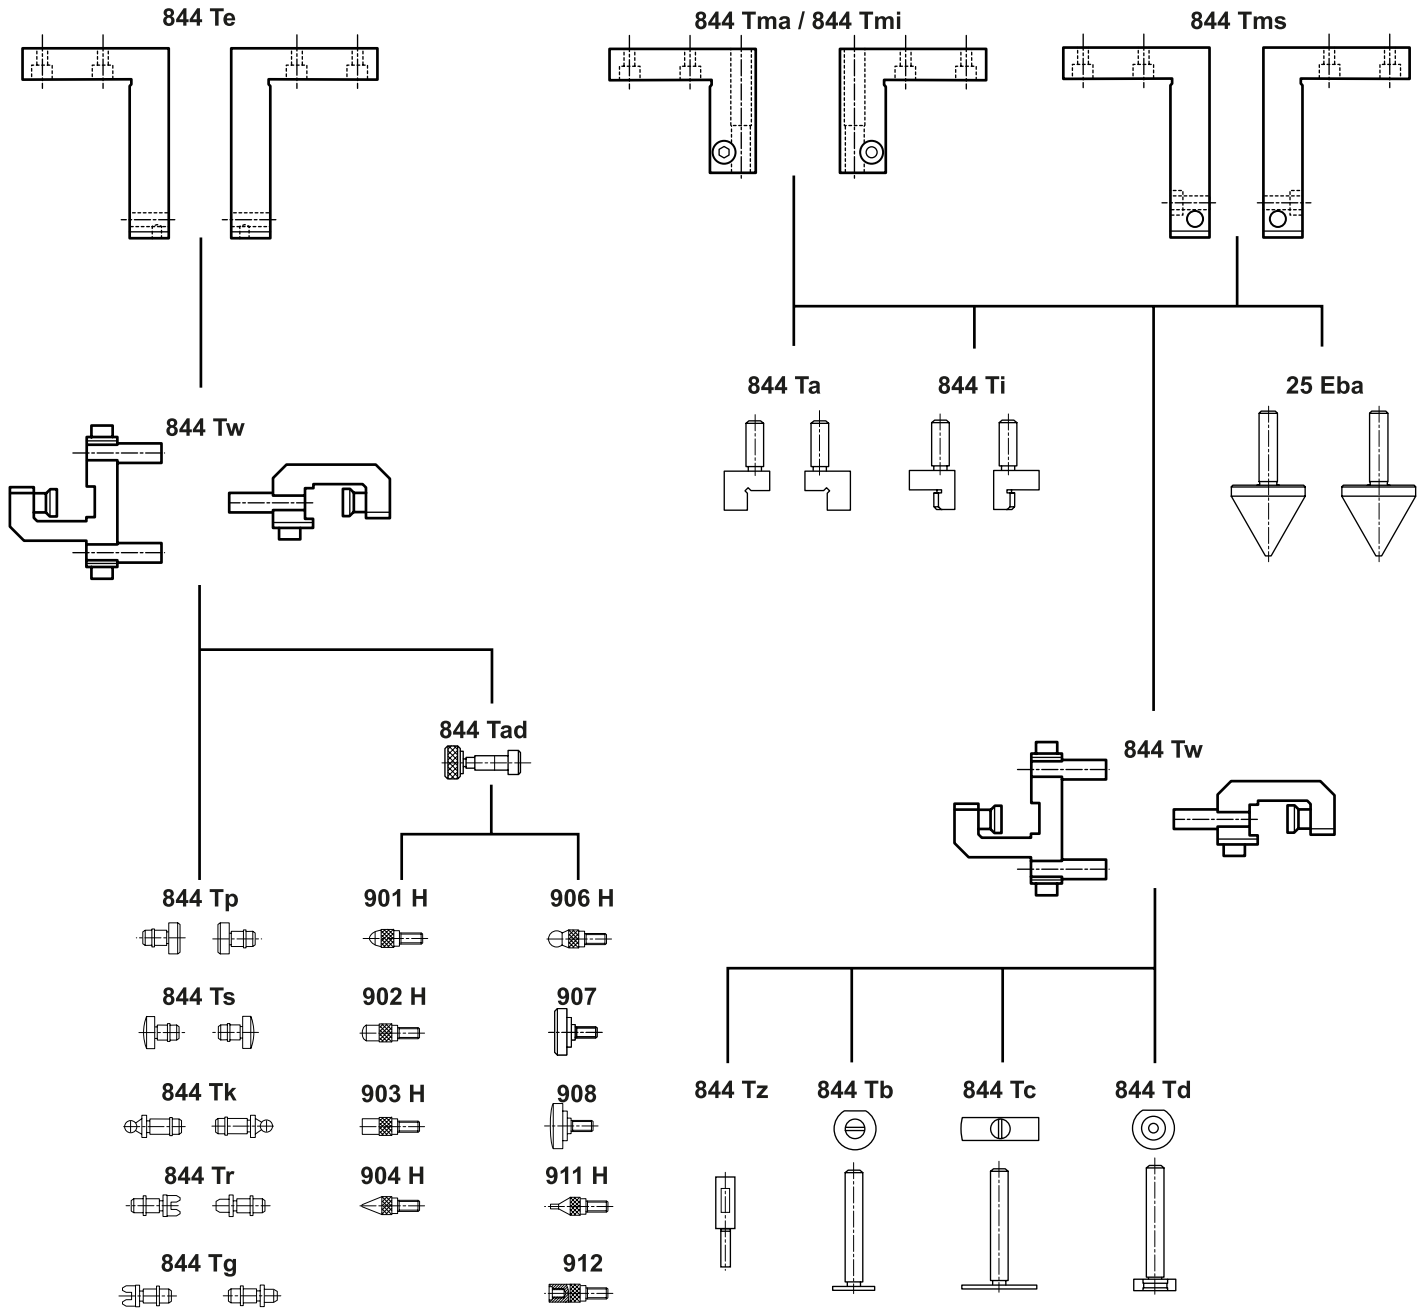 844 Te
844 Tma / 844 Tmi
844 Tms
844 Ta
844 Ti
25 Eba
844 Tw
844 Tad
844 Tw
844 Tp
901 H
906 H
844 Ts
902 H
907
844 Tk
903 H
908
844 Tz
844 Tb
844 Tc
844 Td
844 Tr
904 H
911 H
844 Tg
912